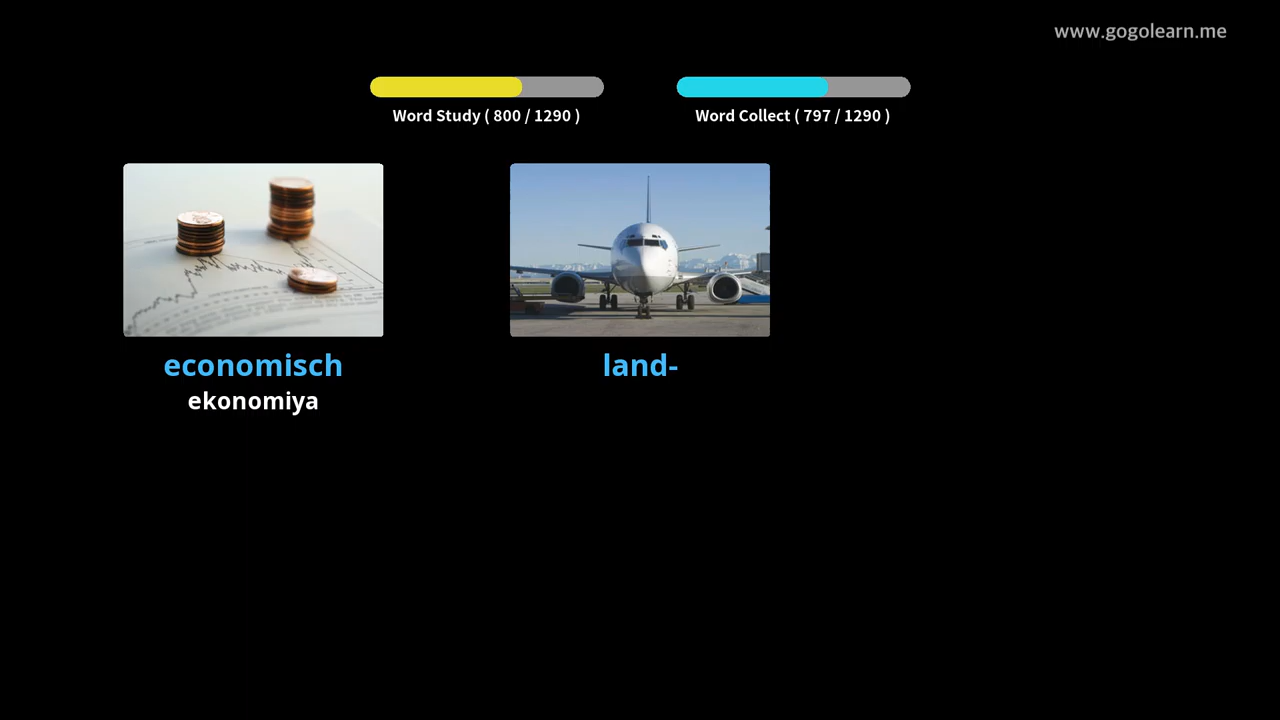 www.gogolearn.me
Word Study ( 800 / 1290 )
Word Collect ( 797 / 1290 )
economisch
ekonomiya
land-